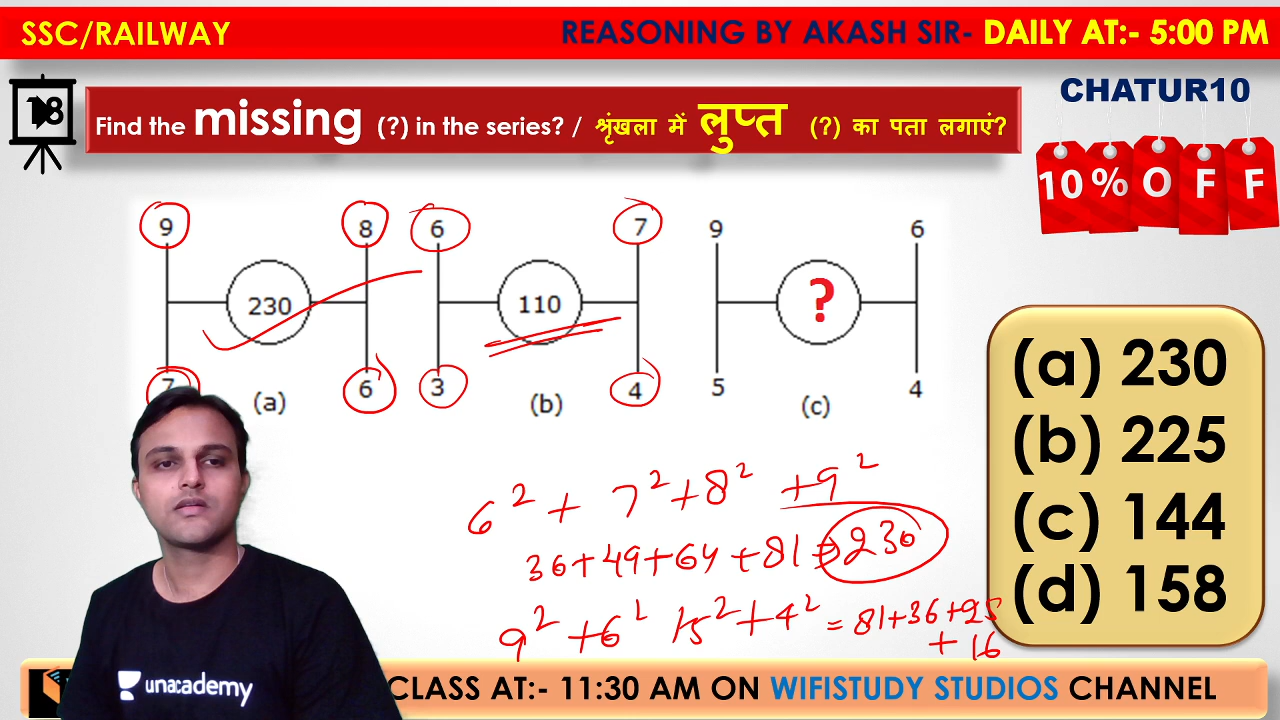 SSC/RAILWAY
REASONING BY AKASH SIR- DAILY AT:- 5:00 PM
18
Find the missing (?) in the series? / श्रृंखला में लुप्त (?) का पता लगाएं?
CHATUR10
10% OFF
9 8 6 7 9 6
230 110 ?
7 6 3 4 5 4
(a) (b) (c)
(a) 230
(b) 225
(c) 144
(d) 158
6² + 7² + 8² + 9²
36 + 49 + 64 + 81 = 230
9² + 6² + 5² + 4² = 81 + 36 + 25
+ 16
unacademy
CLASS AT:- 11:30 AM ON WIFISTUDY STUDIOS CHANNEL